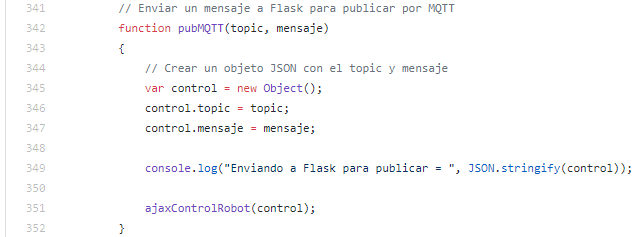 341 // Enviar un mensaje a Flask para publicar por MQTT
342 function pubMQTT(topic, mensaje)
343 {
344 // Crear un objeto JSON con el topic y mensaje
345 var control = new Object();
346 control.topic = topic;
347 control.mensaje = mensaje;
348
349 console.log("Enviando a Flask para publicar = ", JSON.stringify(control));
350
351 ajaxControlRobot(control);
352 }